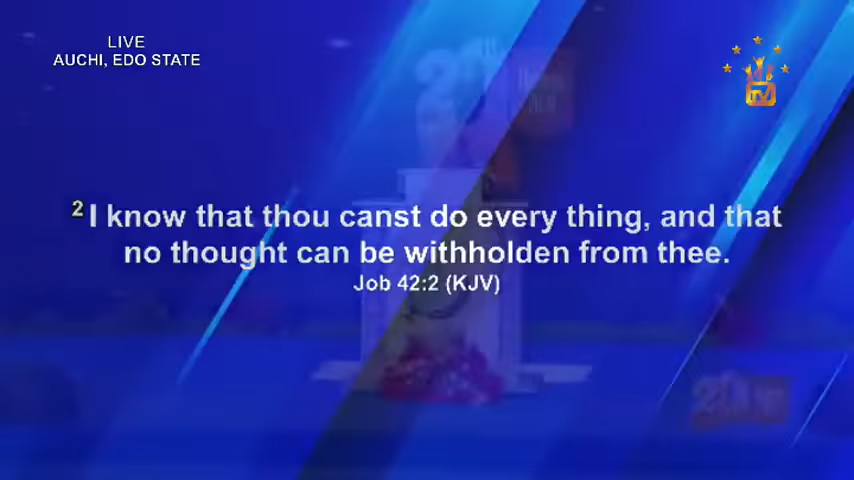 LIVE
AUCHI, EDO STATE
TV
2 I know that thou canst do every thing, and that
no thought can be withholden from thee.
Job 42:2 (KJV)